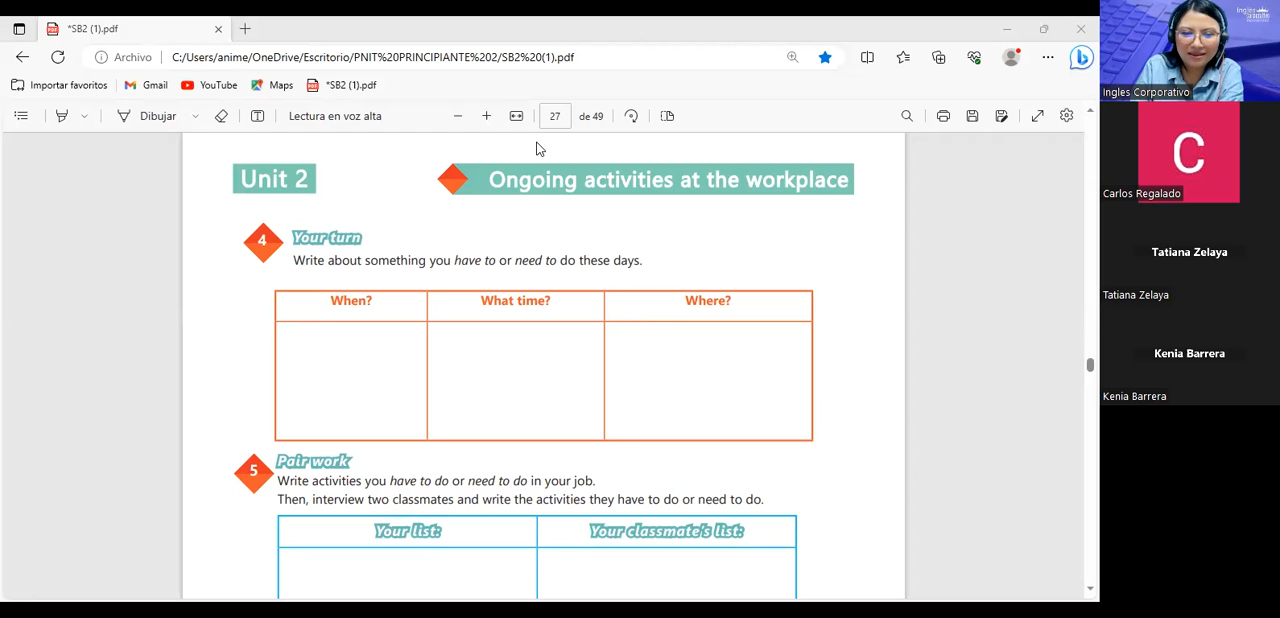 *SB2 (1).pdf
Archivo
C:/Users/anime/OneDrive/Escritorio/PNIT%20PRINCIPIANTE%202/SB2%20(1).pdf
Importar favoritos
Gmail
YouTube
Maps
*SB2 (1).pdf
Dibujar
Lectura en voz alta
27
de 49
Unit 2
Ongoing activities at the workplace
4
Your turn
Write about something you have to or need to do these days.
When?
What time?
Where?
5
Pair work
Write activities you have to do or need to do in your job.
Then, interview two classmates and write the activities they have to do or need to do.
Your list:
Your classmate's list:
Ingles Corporativo
C
Carlos Regalado
Tatiana Zelaya
Tatiana Zelaya
Kenia Barrera
Kenia Barrera